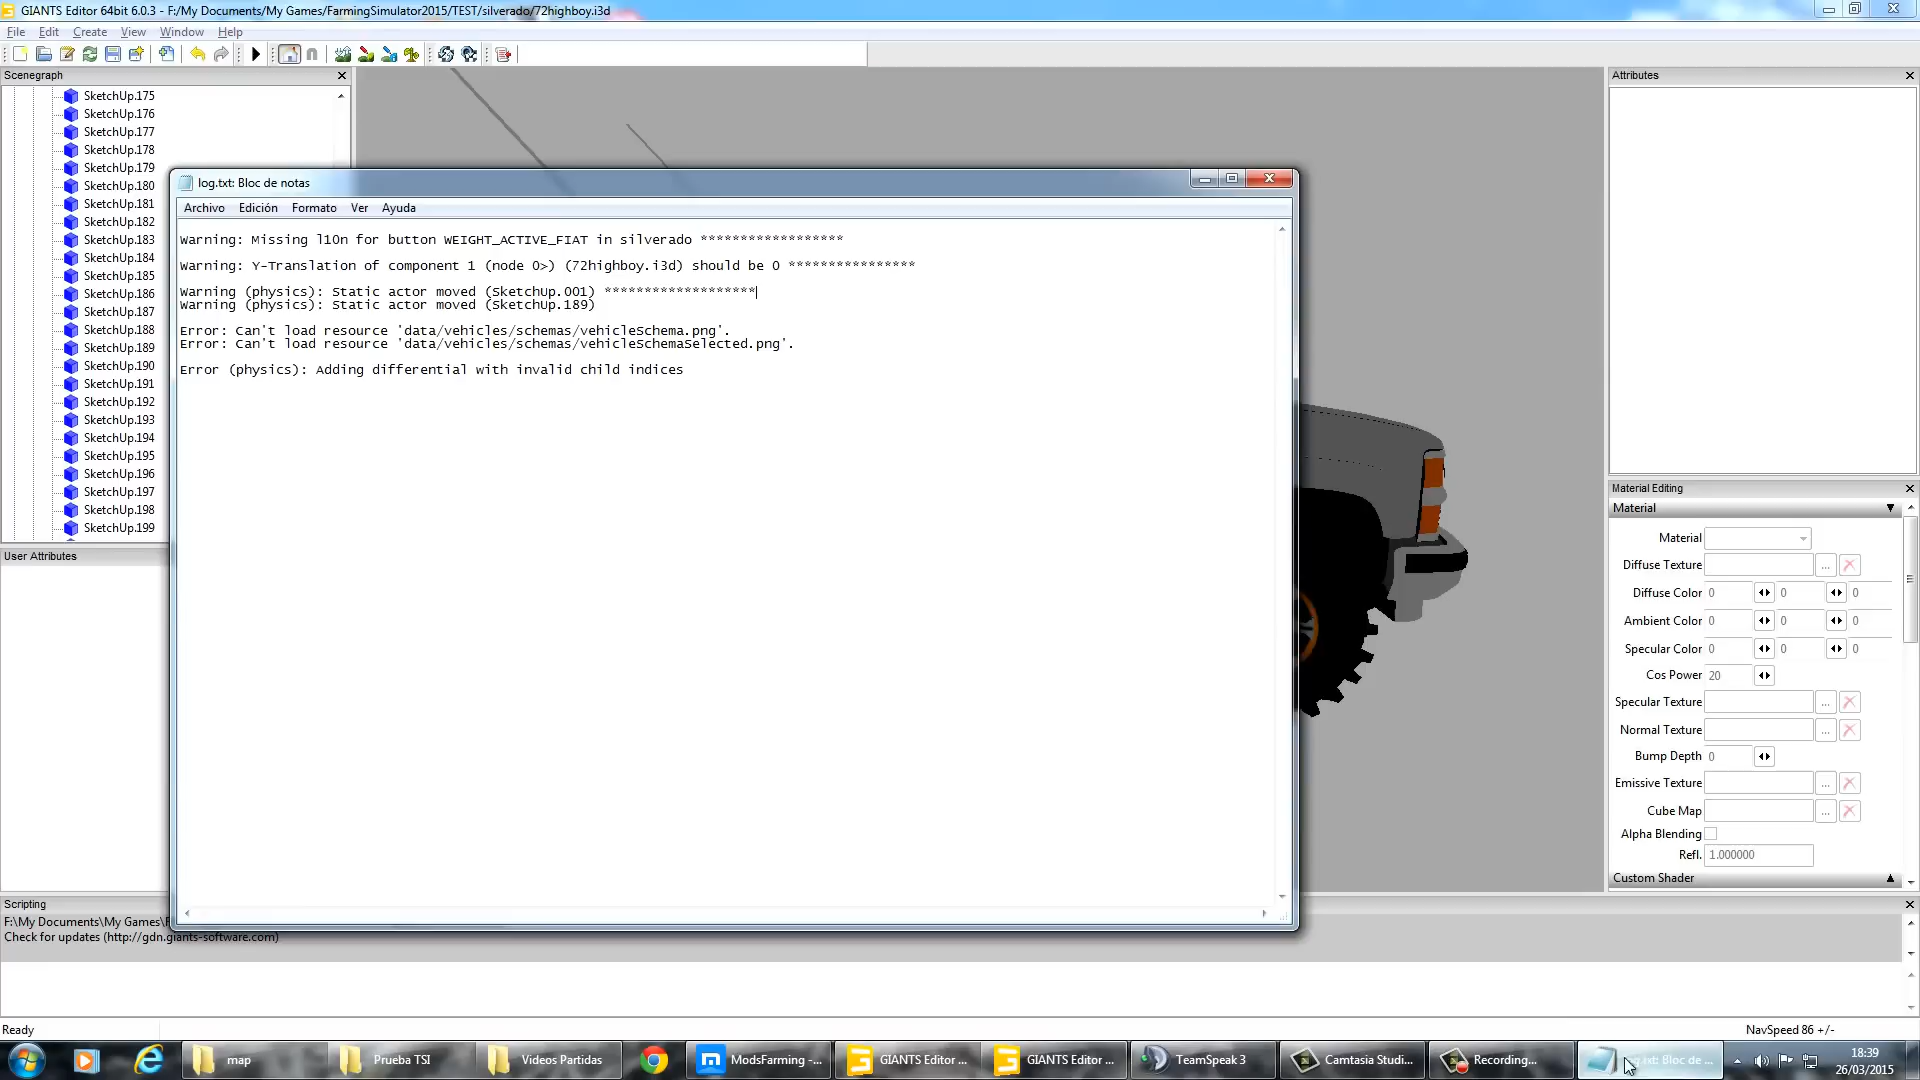 GIANTS Editor 64bit 6.0.3 - F:/My Documents/My Games/FarmingSimulator2015/TEST/silverado/72highboy.i3d
File Edit Create View Window Help
Scenegraph
SketchUp.175
SketchUp.176
SketchUp.177
SketchUp.178
SketchUp.179
SketchUp.180
SketchUp.181
SketchUp.182
SketchUp.183
SketchUp.184
SketchUp.185
SketchUp.186
SketchUp.187
SketchUp.188
SketchUp.189
SketchUp.190
SketchUp.191
SketchUp.192
SketchUp.193
SketchUp.194
SketchUp.195
SketchUp.196
SketchUp.197
SketchUp.198
SketchUp.199
User Attributes
log.txt: Bloc de notas
Archivo Edición Formato Ver Ayuda
Warning: Missing l10n for button WEIGHT_ACTIVE_FIAT in silverado ******************
Warning: Y-Translation of component 1 (node 0>) (72highboy.i3d) should be 0 ****************
Warning (physics): Static actor moved (SketchUp.001) *******************
Warning (physics): Static actor moved (SketchUp.189)
Error: Can't load resource 'data/vehicles/schemas/vehicleSchema.png'.
Error: Can't load resource 'data/vehicles/schemas/vehicleSchemaSelected.png'.
Error (physics): Adding differential with invalid child indices
Attributes
Material Editing
Material
Material
Diffuse Texture ...
Diffuse Color 0 0 0
Ambient Color 0 0 0
Specular Color 0 0 0
Cos Power 20
Specular Texture ...
Normal Texture ...
Bump Depth 0
Emissive Texture ...
Cube Map ...
Alpha Blending
Refl. 1.000000
Custom Shader
Scripting
F:\My Documents\My Games\
Check for updates (http://gdn.giants-software.com)
Ready
NavSpeed 86 +/-
map
Prueba TSI
Videos Partidas
ModsFarming -...
GIANTS Editor ...
GIANTS Editor ...
TeamSpeak 3
Camtasia Studi...
Recording...
.txt: Bloc de ...
18:39
26/03/2015